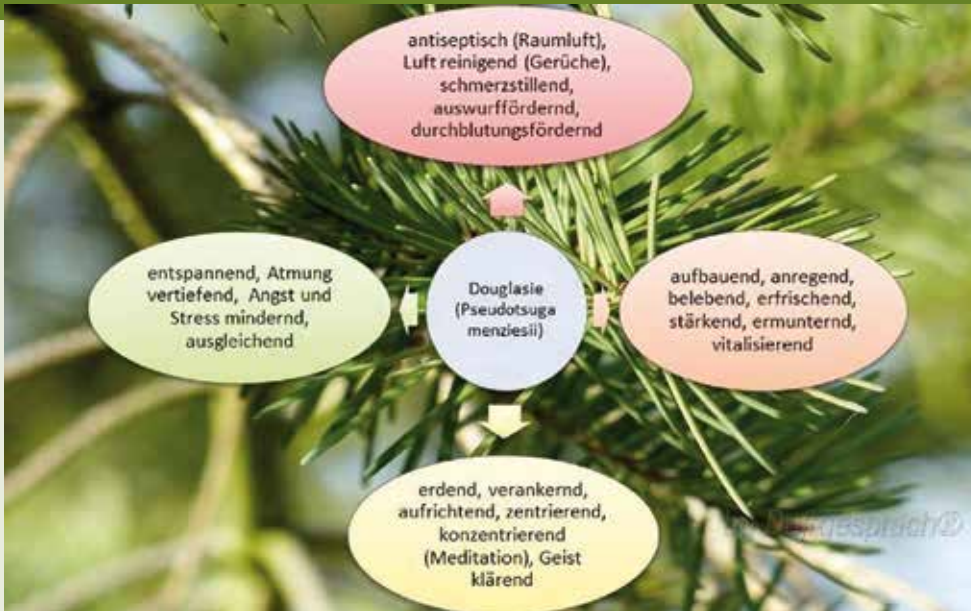 antiseptisch (Raumluft),
Luft reinigend (Gerüche),
schmerzstillend,
auswurffördernd,
durchblutungsfördernd
entspannend, Atmung
vertiefend, Angst und
Stress mindernd,
ausgleichend
Douglasie
(Pseudotsuga
menziesii)
aufbauend, anregend,
belebend, erfrischend,
stärkend, ermunternd,
vitalisierend
erdend, verankernd,
aufrichtend, zentrierend,
konzentrierend
(Meditation), Geist
klärend